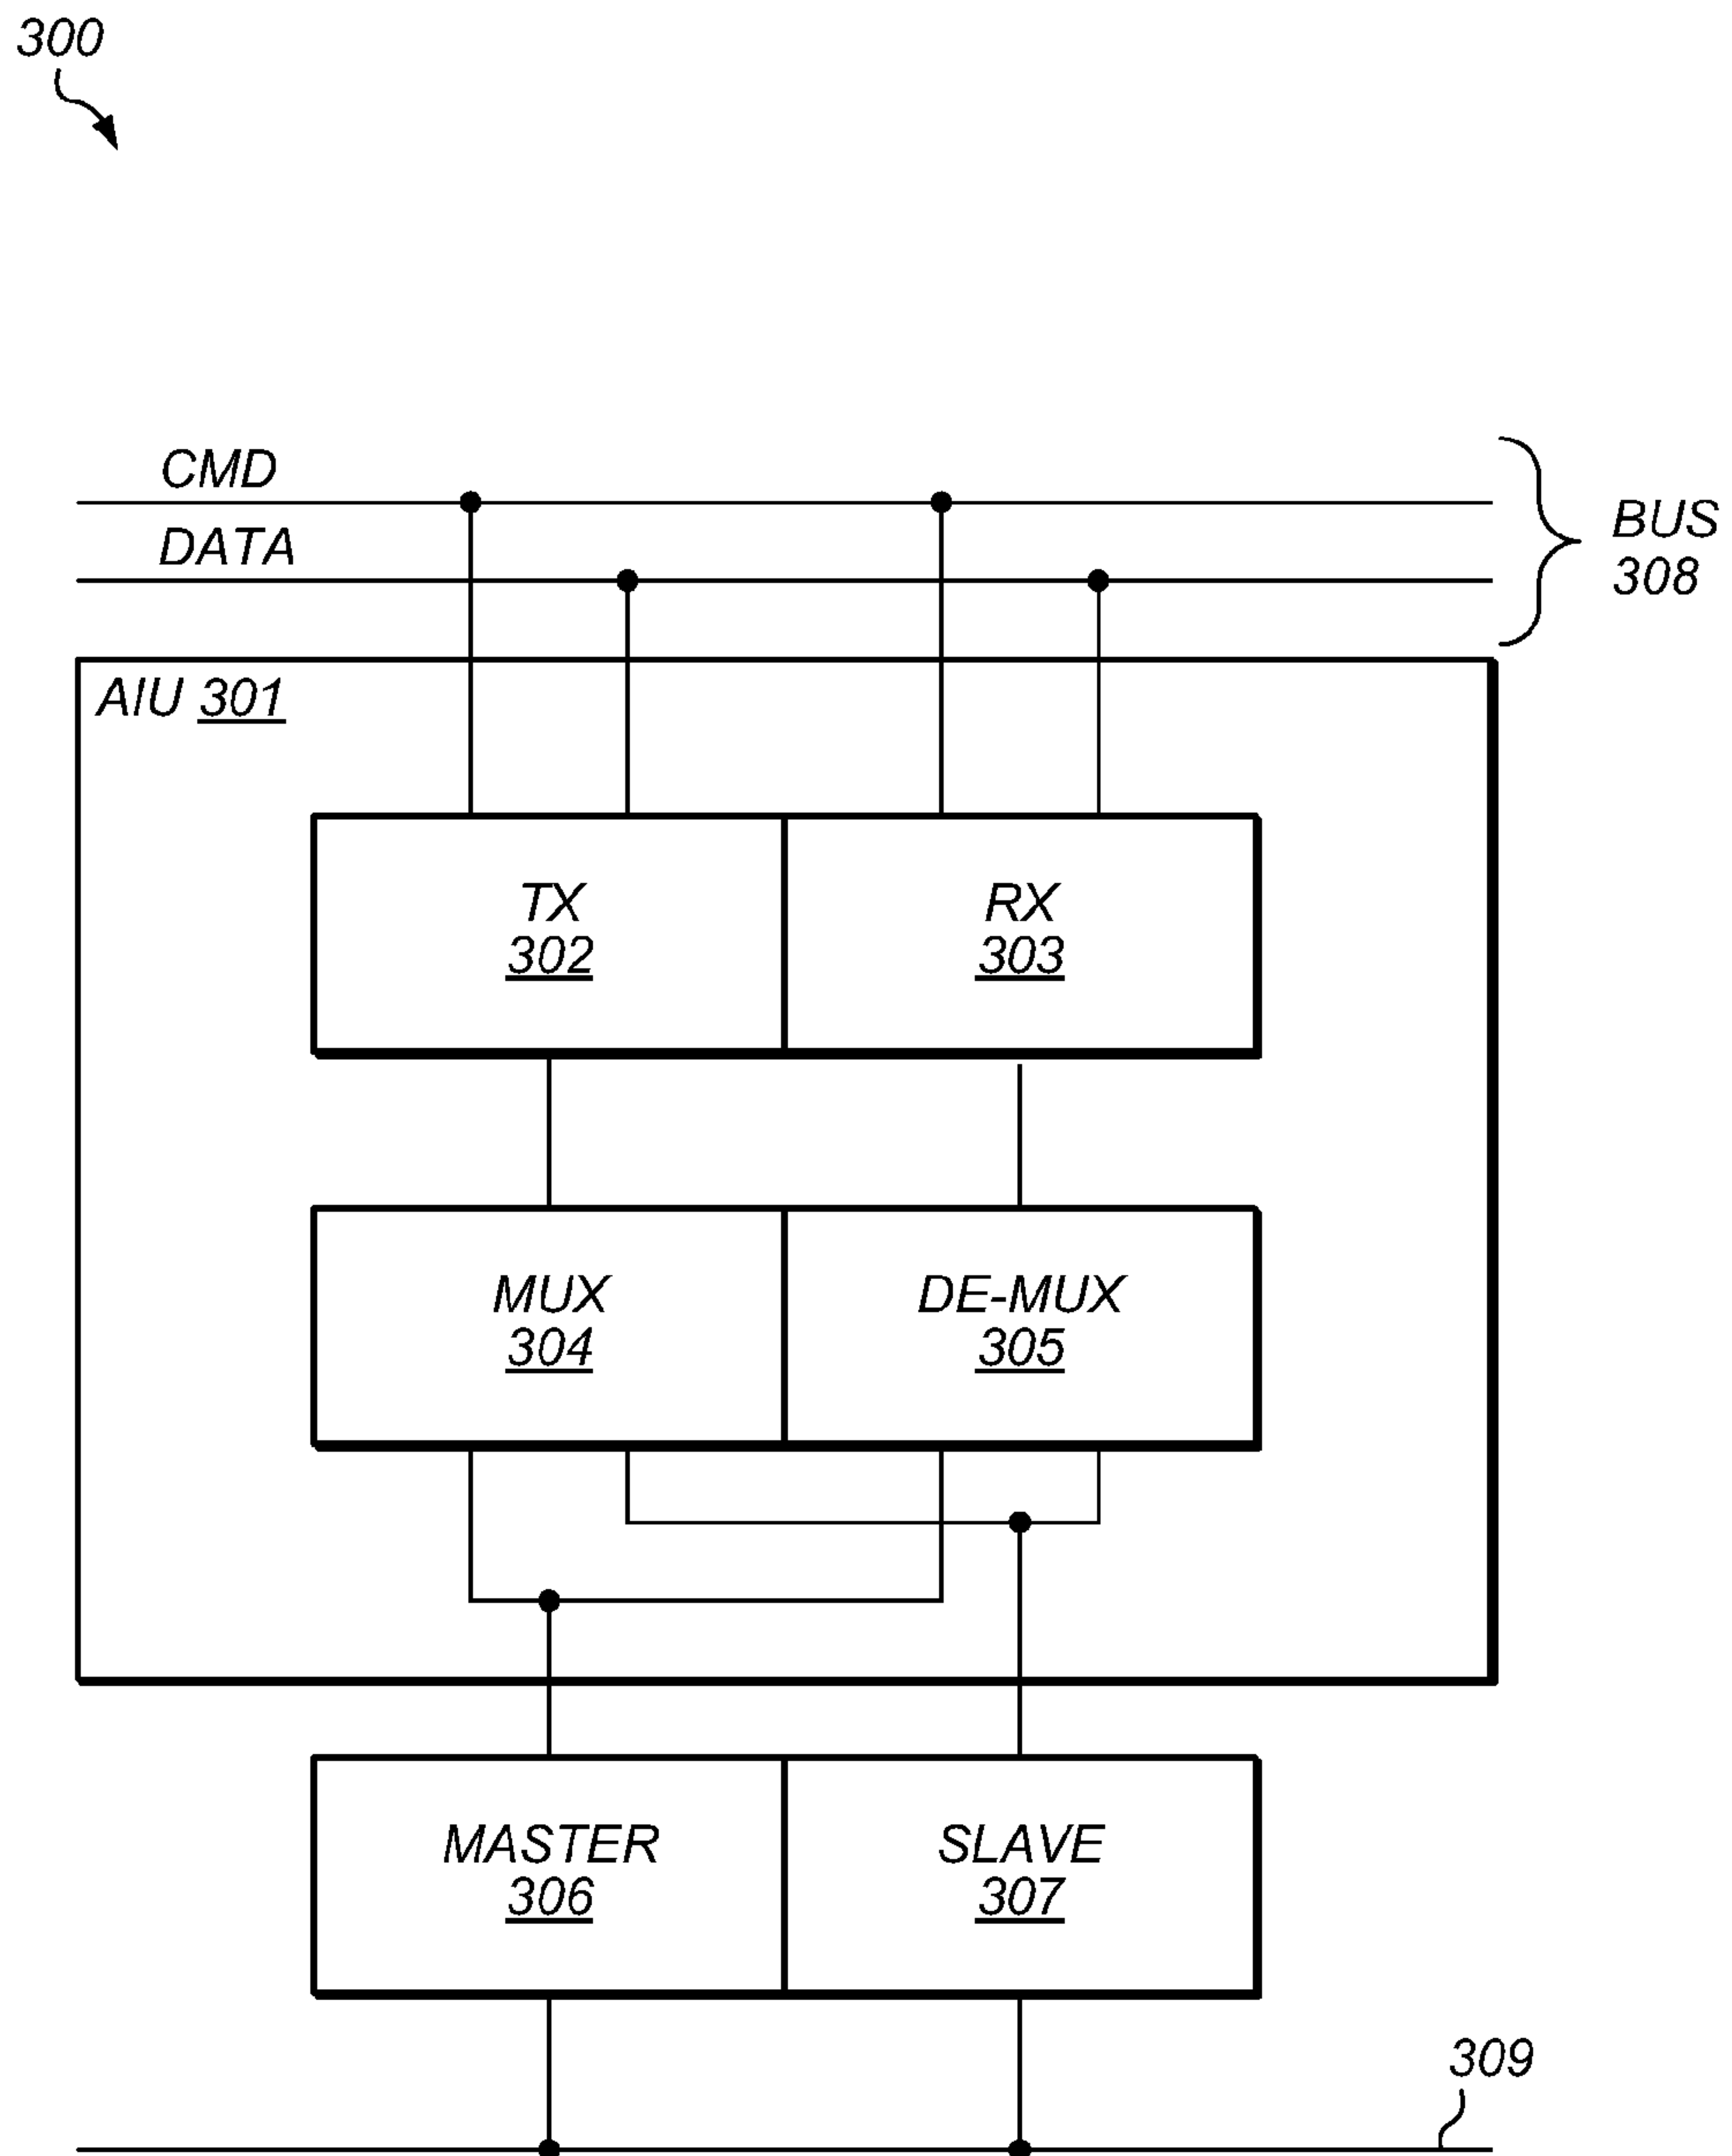 300
CMD
DATA
BUS
308
AIU 301
TX
302
RX
303
MUX
304
DE-MUX
305
MASTER
306
SLAVE
307
309